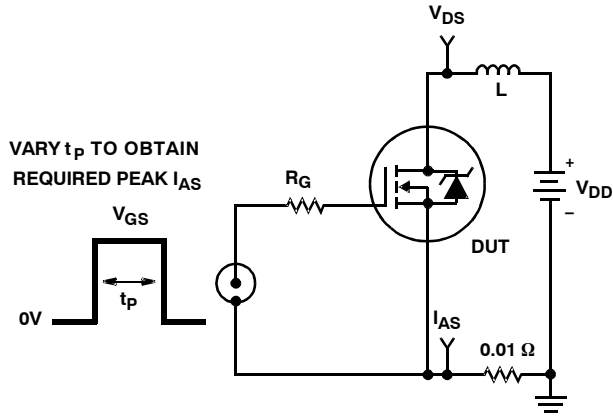 V_DS
L
VARY t_P TO OBTAIN
REQUIRED PEAK I_AS
R_G
+
V_DD
−
V_GS
DUT
t_P
0V
I_AS
0.01 Ω